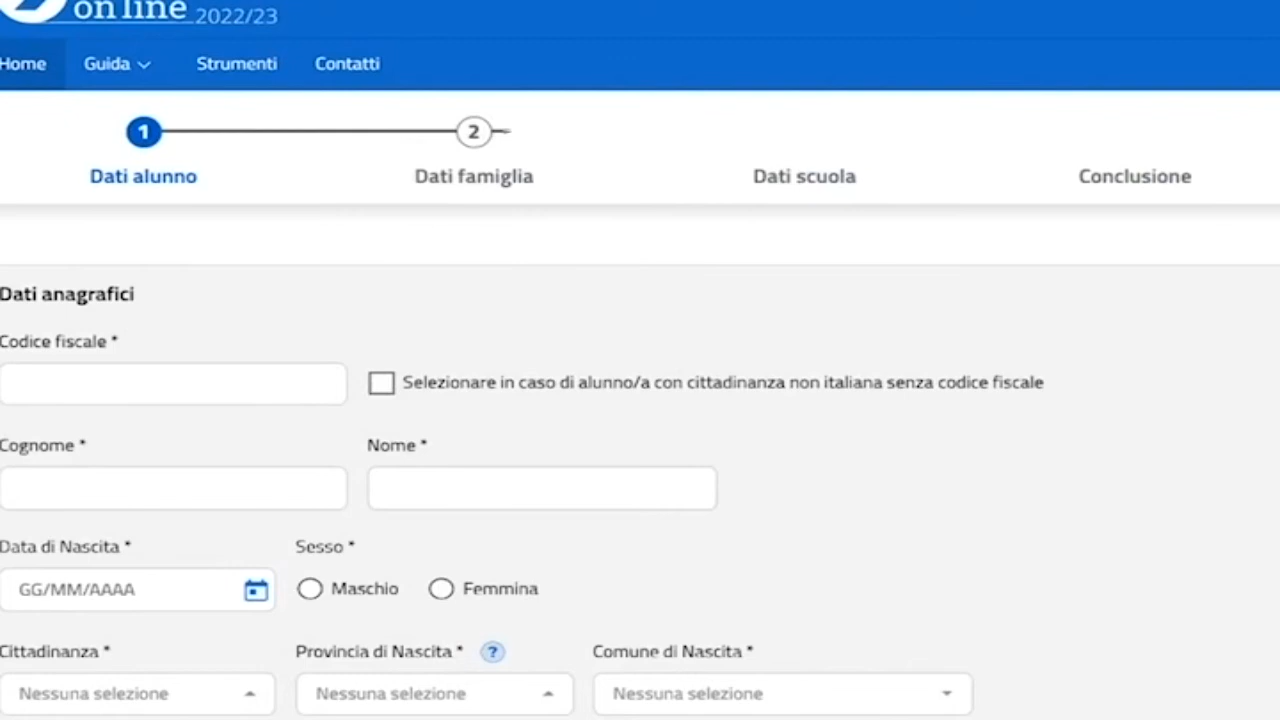 on line 2022/23
Home Guida Strumenti Contatti
1 2
Dati alunno Dati famiglia Dati scuola Conclusione
Dati anagrafici
Codice fiscale *
Selezionare in caso di alunno/a con cittadinanza non italiana senza codice fiscale
Cognome * Nome *
Data di Nascita * Sesso *
GG/MM/AAAA Maschio Femmina
Cittadinanza * Provincia di Nascita * ? Comune di Nascita *
Nessuna selezione Nessuna selezione Nessuna selezione